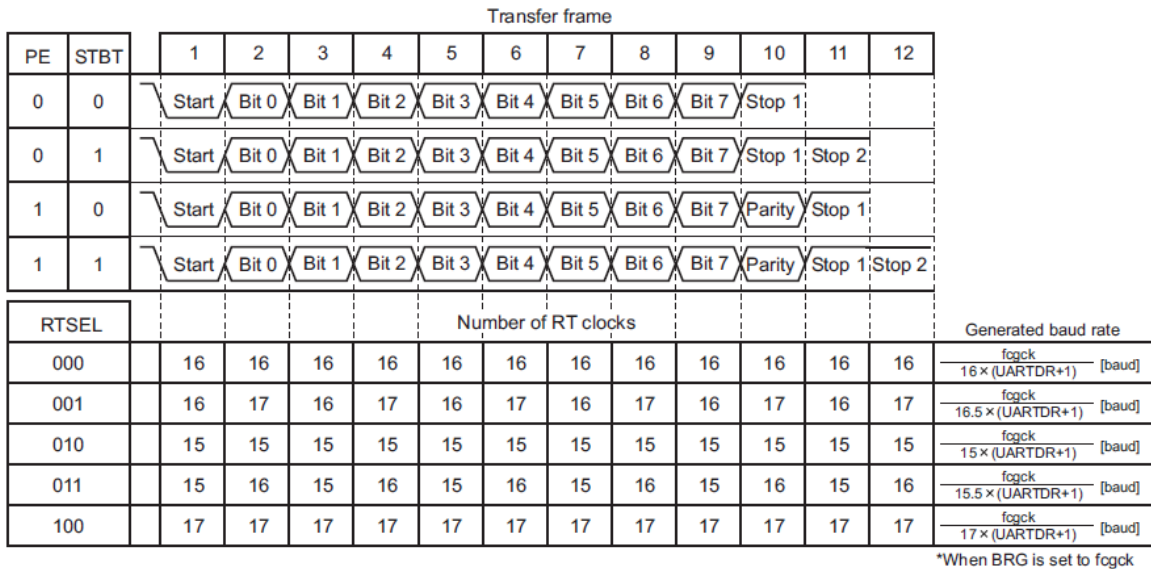 Transfer frame
PE STBT 1 2 3 4 5 6 7 8 9 10 11 12
0 0 Start Bit 0 Bit 1 Bit 2 Bit 3 Bit 4 Bit 5 Bit 6 Bit 7 Stop 1
0 1 Start Bit 0 Bit 1 Bit 2 Bit 3 Bit 4 Bit 5 Bit 6 Bit 7 Stop 1 Stop 2
1 0 Start Bit 0 Bit 1 Bit 2 Bit 3 Bit 4 Bit 5 Bit 6 Bit 7 Parity Stop 1
1 1 Start Bit 0 Bit 1 Bit 2 Bit 3 Bit 4 Bit 5 Bit 6 Bit 7 Parity Stop 1 Stop 2
RTSEL Number of RT clocks Generated baud rate
000 16 16 16 16 16 16 16 16 16 16 16 16 fcgck
16×(UARTDR+1) [baud]
001 16 17 16 17 16 17 16 17 16 17 16 17 fcgck
16.5×(UARTDR+1) [baud]
010 15 15 15 15 15 15 15 15 15 15 15 15 fcgck
15×(UARTDR+1) [baud]
011 15 16 15 16 15 16 15 16 15 16 15 16 fcgck
15.5×(UARTDR+1) [baud]
100 17 17 17 17 17 17 17 17 17 17 17 17 fcgck
17×(UARTDR+1) [baud]
*When BRG is set to fcgck